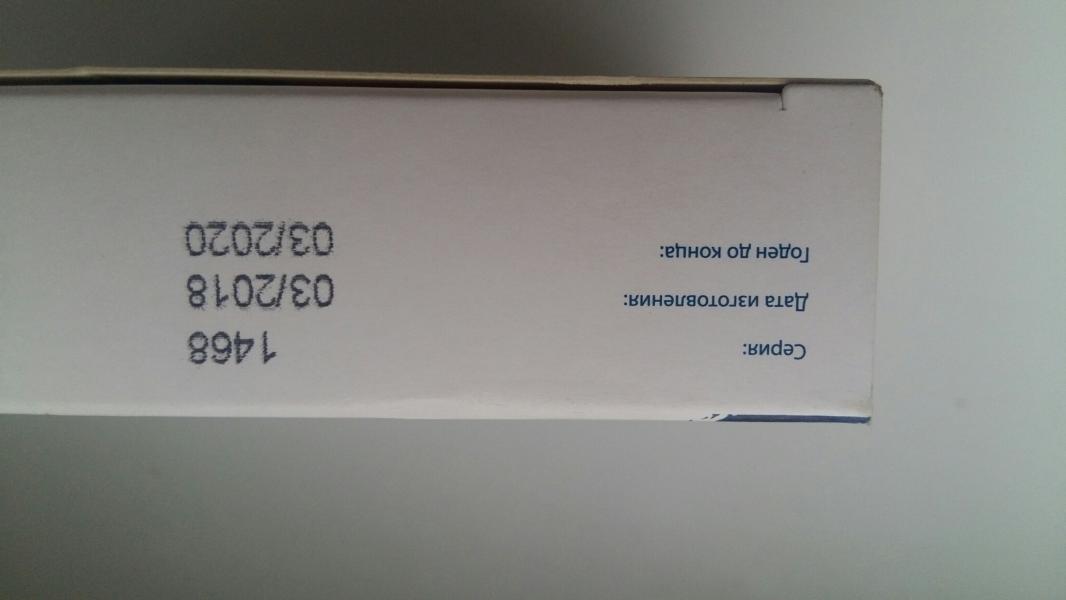 Серия: 1468
Дата изготовления: 03/2018
Годен до конца: 03/2020